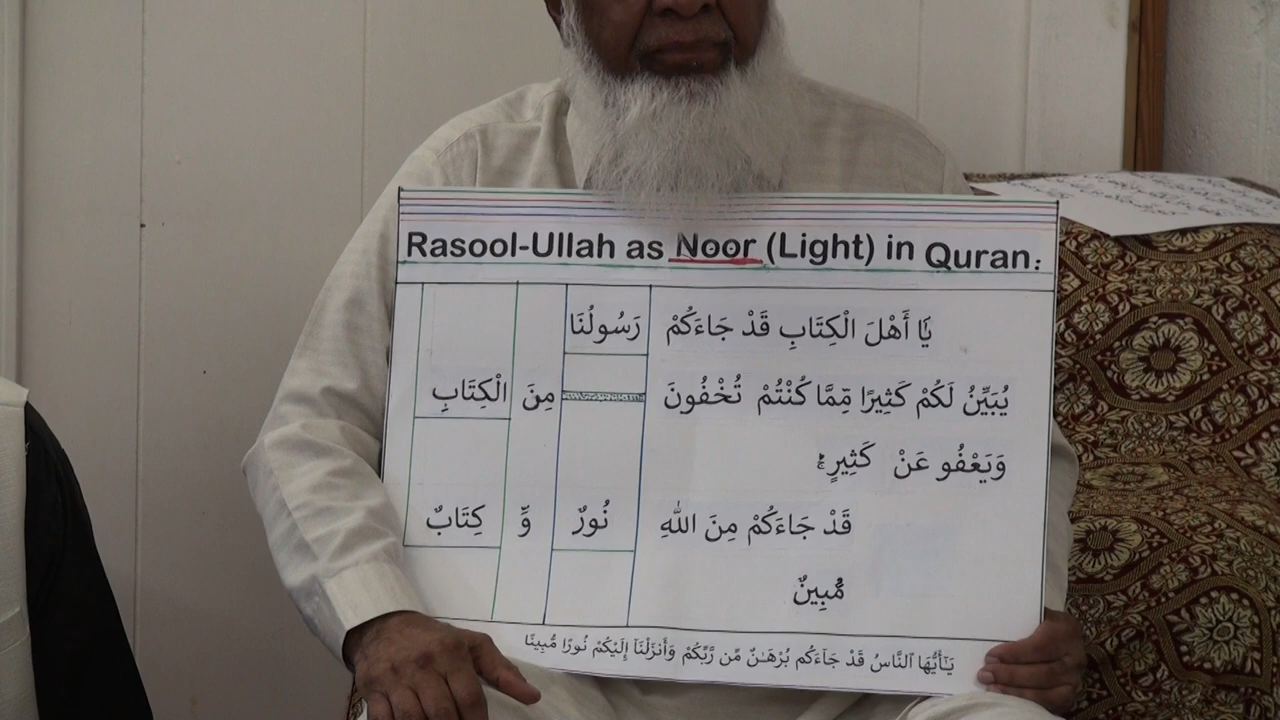 Rasool-Ullah as Noor (Light) in Quran:
يَٰا أَهْلَ الْكِتَابِ قَدْ جَاءَكُمْ رَسُولُنَا
يُبَيِّنُ لَكُمْ كَثِيرًا مِّمَّا كُنْتُمْ تُخْفُونَ مِنَ الْكِتَابِ
وَيَعْفُو عَنْ كَثِيرٍ ۚ
قَدْ جَاءَكُمْ مِنَ اللهِ نُورٌ وَّ كِتَابٌ
مُّبِينٌ
يَـٰٓأَيُّهَا ٱلنَّاسُ قَدْ جَآءَكُم بُرْهَـٰنٌ مِّن رَّبِّكُمْ وَأَنزَلْنَآ إِلَيْكُمْ نُورًا مُّبِينًا